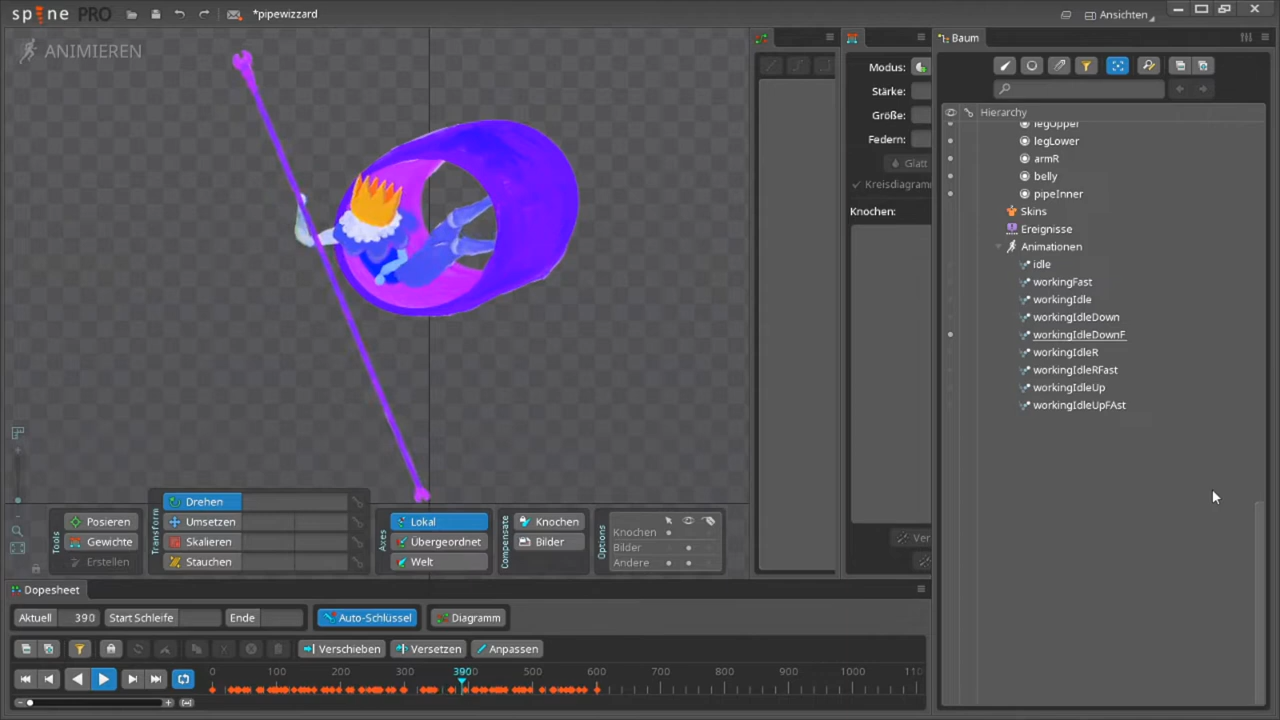 spine PRO
*pipewizzard
Ansichten
ANIMIEREN
Modus:
Stärke:
Größe:
Federn:
Glatt
Kreisdiagramm
Knochen:
Baum
Hierarchy
legUpper
legLower
armR
belly
pipeInner
Skins
Ereignisse
Animationen
idle
workingFast
workingIdle
workingIdleDown
workingIdleDownF
workingIdleR
workingIdleRFast
workingIdleUp
workingIdleUpFAst
Tools
Posieren
Gewichte
Erstellen
Transform
Drehen
Umsetzen
Skalieren
Stauchen
Axes
Lokal
Übergeordnet
Welt
Compensate
Knochen
Bilder
Options
Knochen
Bilder
Andere
Ver
Dopesheet
Aktuell 390 Start Schleife Ende Auto-Schlüssel Diagramm
Verschieben Versetzen Anpassen
0 100 200 300 390 500 600 700 800 900 1000 110